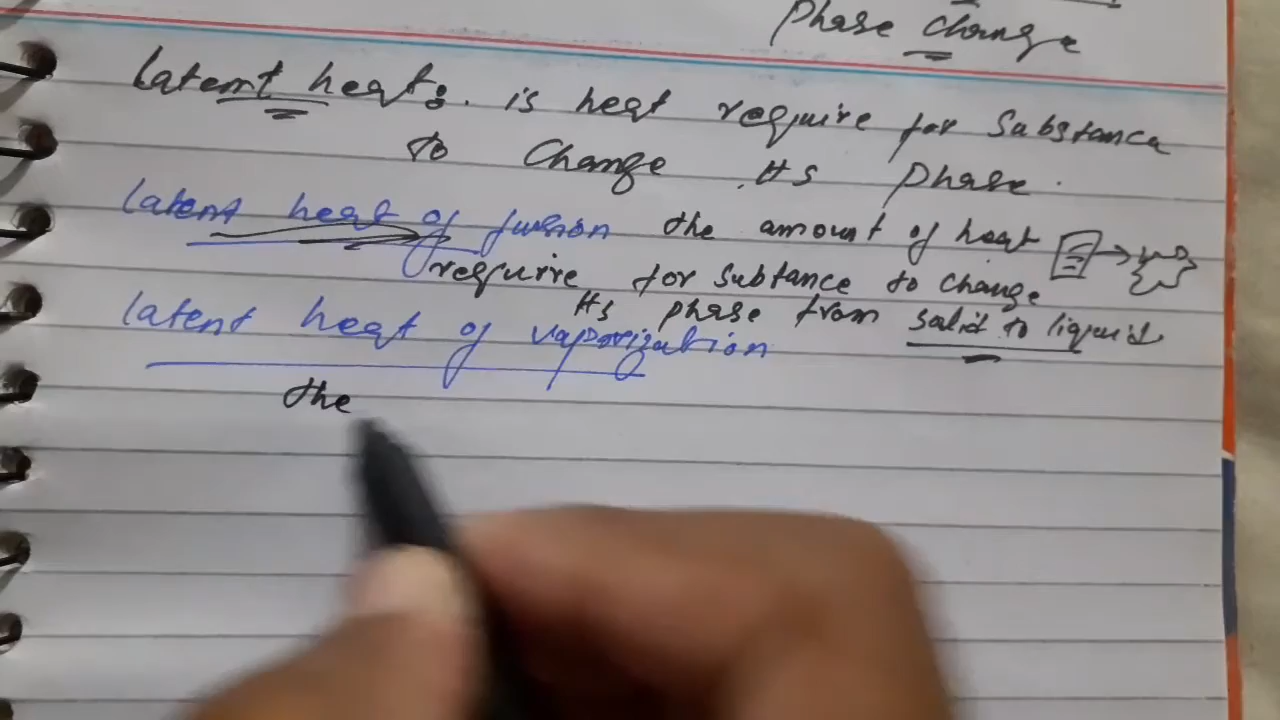 Phase Change
latent heat: is heat require for Substance
to Change its phase.
latent heat of fusion the amount of heat
require for subtance to change
its phase from solid to liquid
latent heat of vaporization
the